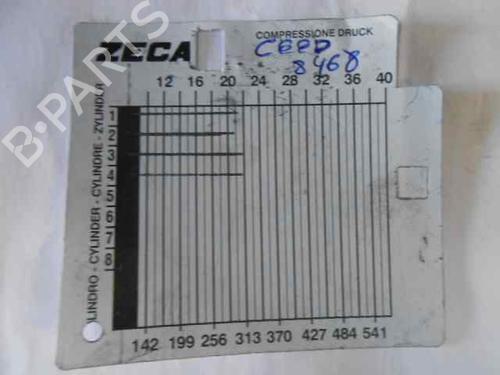 ZECA
COMPRESSIONE DRUCK
CEED
8468
12 16 20 24 28 32 36 40
1
2
3
4
5
6
7
8
LINDRO - CYLINDER - CYLINDRE - ZYLINDER
142 199 256 313 370 427 484 541
B-PARTS